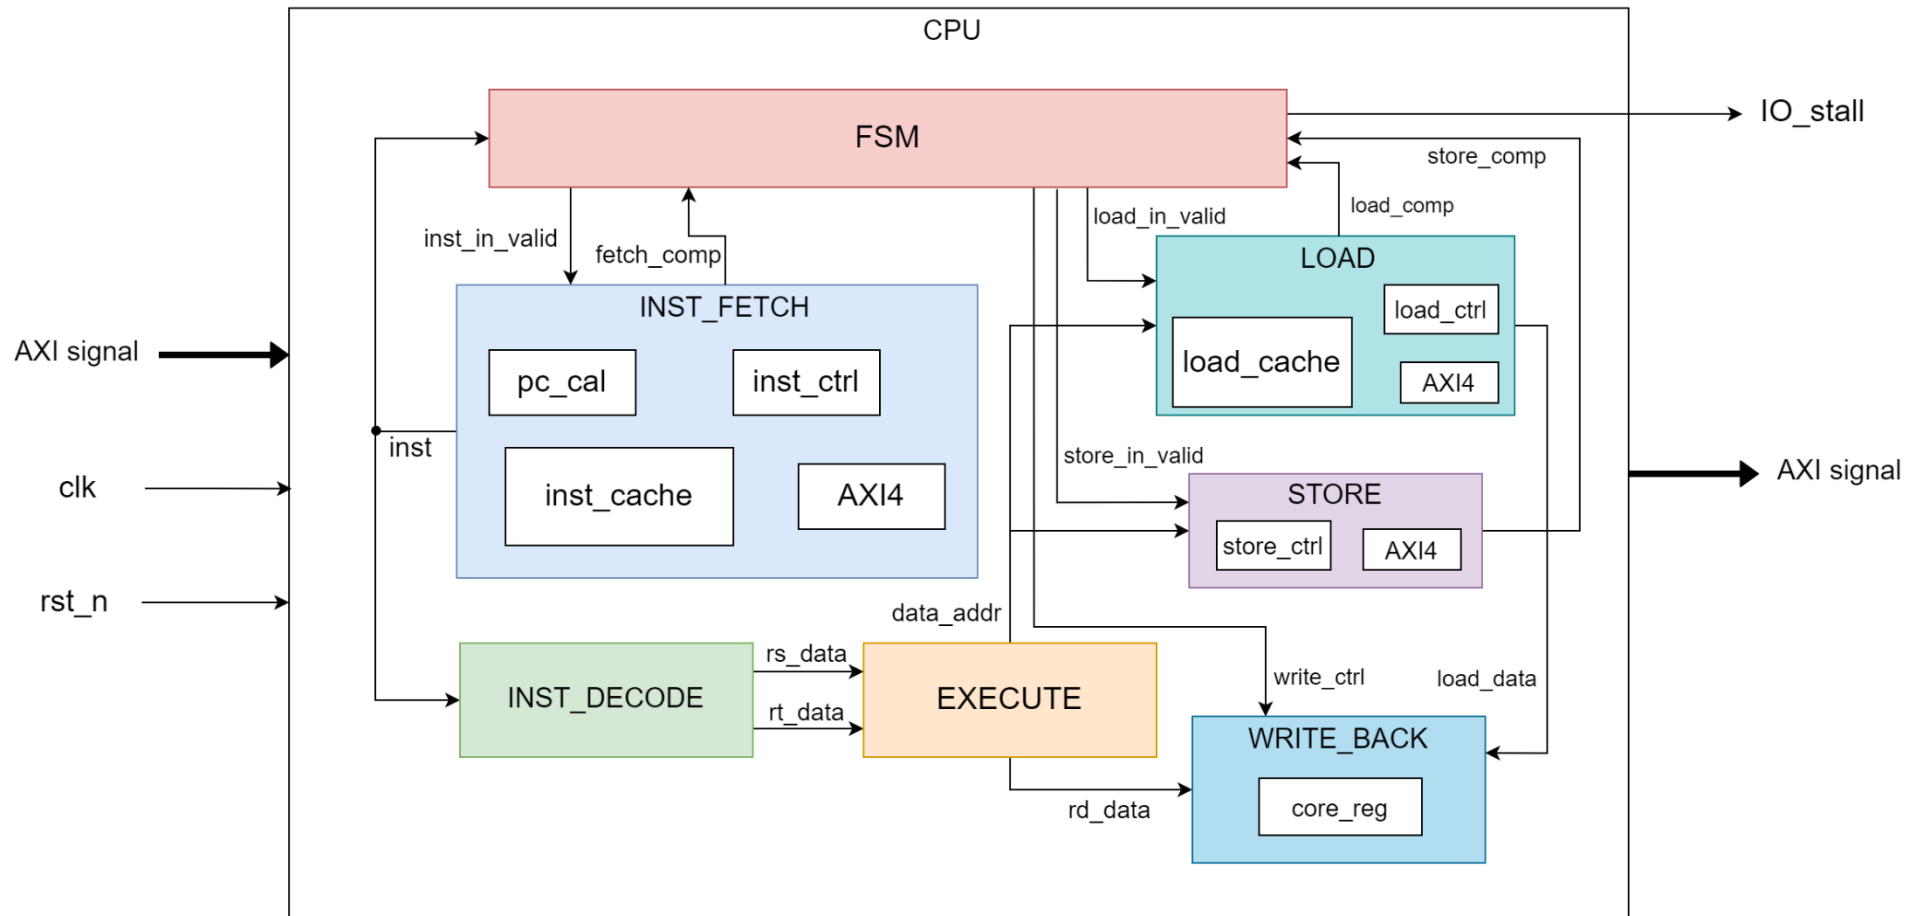 CPU
FSM
IO_stall
store_comp
load_comp
load_in_valid
inst_in_valid
fetch_comp
LOAD
load_ctrl
load_cache
AXI4
INST_FETCH
pc_cal
inst_ctrl
inst_cache
AXI4
AXI signal
inst
clk
rst_n
store_in_valid
STORE
store_ctrl
AXI4
AXI signal
data_addr
rs_data
rt_data
INST_DECODE
EXECUTE
write_ctrl
load_data
WRITE_BACK
core_reg
rd_data